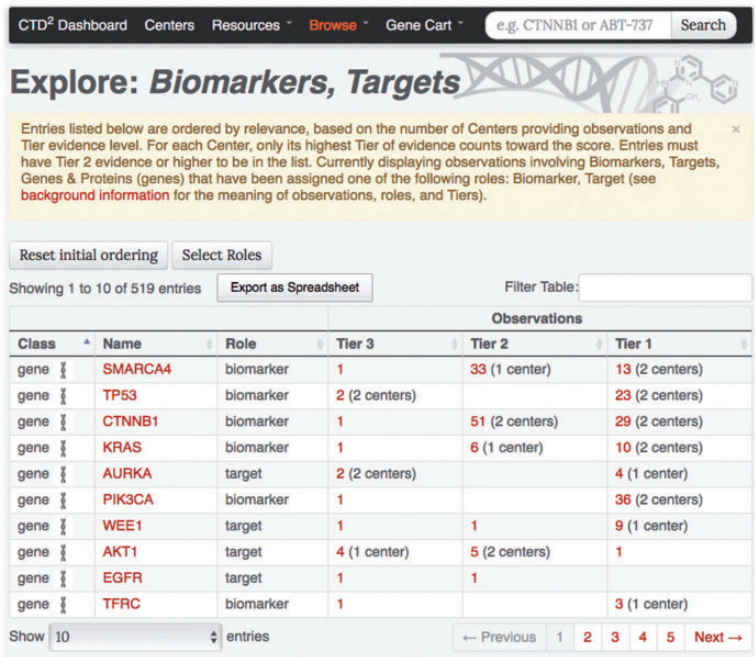 CTD² Dashboard Centers Resources Browse Gene Cart e.g. CTNNB1 or ABT-737 Search
Explore: Biomarkers, Targets
Entries listed below are ordered by relevance, based on the number of Centers providing observations and ×
Tier evidence level. For each Center, only its highest Tier of evidence counts toward the score. Entries must
have Tier 2 evidence or higher to be in the list. Currently displaying observations involving Biomarkers, Targets,
Genes & Proteins (genes) that have been assigned one of the following roles: Biomarker, Target (see
background information for the meaning of observations, roles, and Tiers).
Reset initial ordering Select Roles
Showing 1 to 10 of 519 entries Export as Spreadsheet Filter Table:
Observations
Class Name Role Tier 3 Tier 2 Tier 1
gene SMARCA4 biomarker 1 33 (1 center) 13 (2 centers)
gene TP53 biomarker 2 (2 centers) 23 (2 centers)
gene CTNNB1 biomarker 1 51 (2 centers) 29 (2 centers)
gene KRAS biomarker 1 6 (1 center) 10 (2 centers)
gene AURKA target 2 (2 centers) 4 (1 center)
gene PIK3CA biomarker 1 36 (2 centers)
gene WEE1 target 1 1 9 (1 center)
gene AKT1 target 4 (1 center) 5 (2 centers) 1
gene EGFR target 1 1
gene TFRC biomarker 1 3 (1 center)
Show 10 entries ← Previous 1 2 3 4 5 Next →